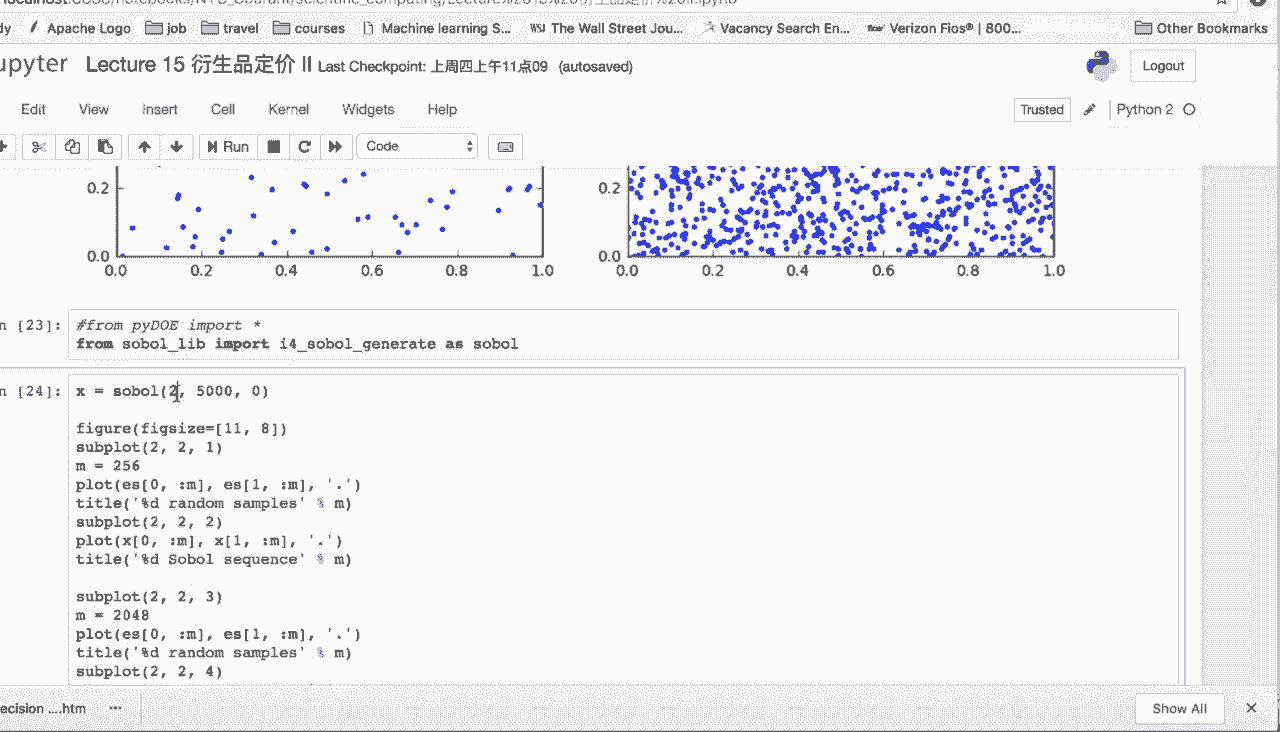 Apache Logo job travel courses Machine learning S... WSJ The Wall Street Jou... Vacancy Search En... Verizon Fios® | 800... Other Bookmarks
upyter Lecture 15 衍生品定价 II Last Checkpoint: 上周四上午11点09 (autosaved) Logout
Edit View Insert Cell Kernel Widgets Help Trusted Python 2
Run Code
0.2 0.2
0.0 0.0
0.0 0.2 0.4 0.6 0.8 1.0 0.0 0.2 0.4 0.6 0.8 1.0
n [23]: #from pyDOE import *
from sobol_lib import i4_sobol_generate as sobol
n [24]: x = sobol(2, 5000, 0)
figure(figsize=[11, 8])
subplot(2, 2, 1)
m = 256
plot(es[0, :m], es[1, :m], '.')
title('%d random samples' % m)
subplot(2, 2, 2)
plot(x[0, :m], x[1, :m], '.')
title('%d Sobol sequence' % m)
subplot(2, 2, 3)
m = 2048
plot(es[0, :m], es[1, :m], '.')
title('%d random samples' % m)
subplot(2, 2, 4)
ecision ....htm Show All